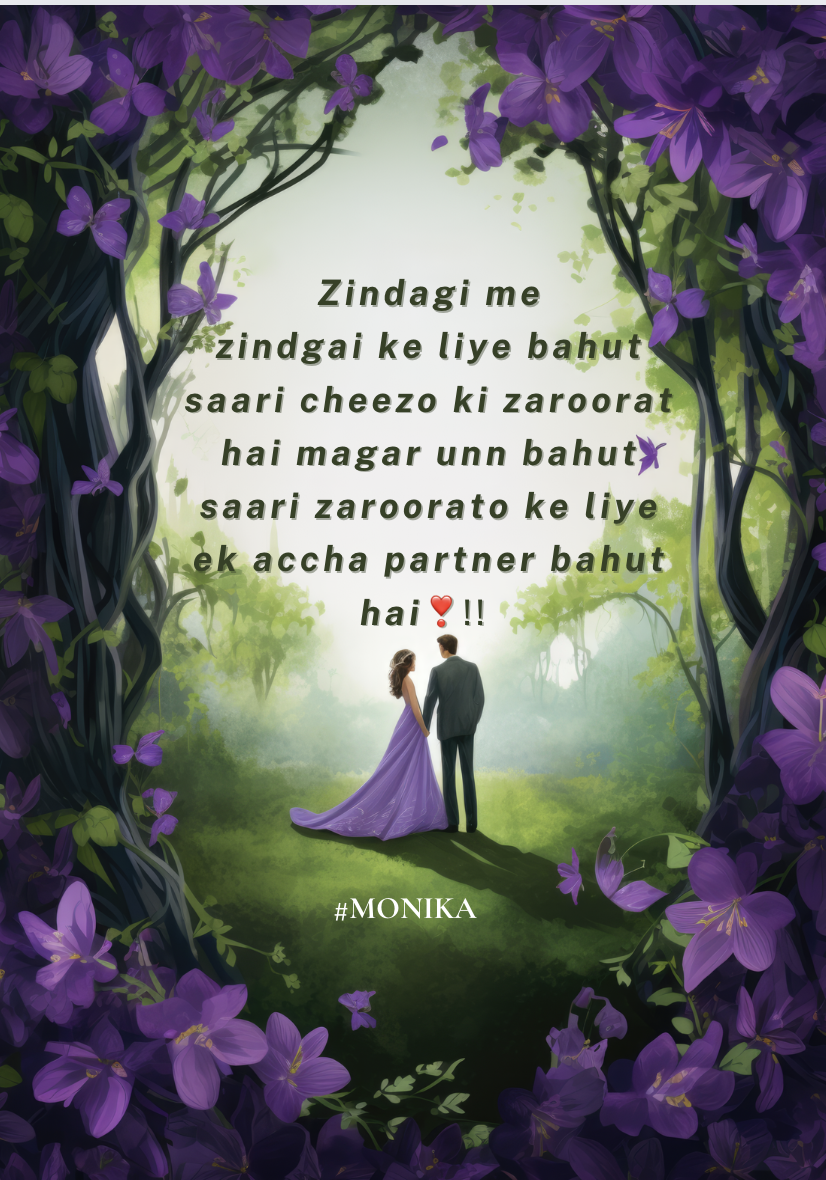 Zindagi me
zindgai ke liye bahut
saari cheezo ki zaroorat
hai magar unn bahut
saari zaroorato ke liye
ek accha partner bahut
hai❣️!!
#MONIKA